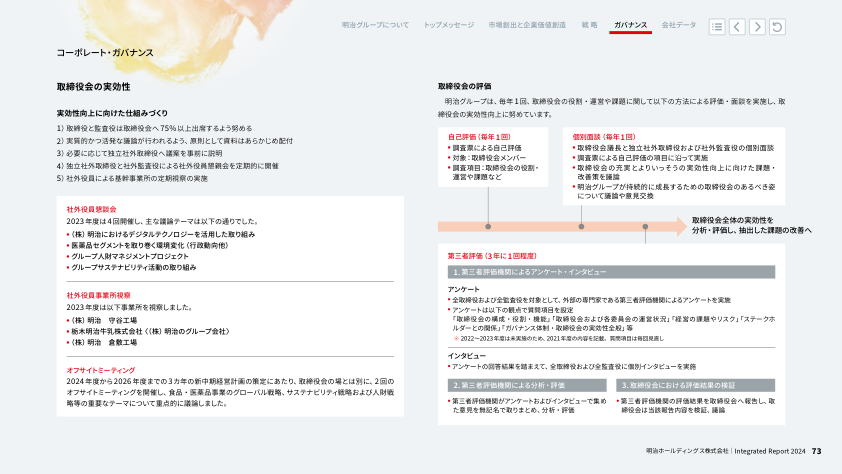 明治グループについて トップメッセージ 市場創出と企業価値創造 戦 略 ガバナンス 会社データ
コーポレート・ガバナンス
取締役会の実効性
実効性向上に向けた仕組みづくり
1） 取締役と監査役は取締役会へ75％以上出席するよう努める
2） 実質的かつ活発な議論が行われるよう、原則として資料はあらかじめ配付
3） 必要に応じて独立社外取締役へ議案を事前に説明
4） 独立社外取締役と社外監査役による社外役員懇親会を定期的に開催
5） 社外役員による基幹事業所の定期視察の実施
社外役員懇談会
2023年度は4回開催し、主な議論テーマは以下の通りでした。
• （株）明治におけるデジタルテクノロジーを活用した取り組み
• 医薬品セグメントを取り巻く環境変化（行政動向他）
• グループ人財マネジメントプロジェクト
• グループサステナビリティ活動の取り組み
社外役員事業所視察
2023年度は以下事業所を視察しました。
• （株）明治 守谷工場
• 栃木明治牛乳株式会社〈（株）明治のグループ会社〉
• （株）明治 倉敷工場
オフサイトミーティング
2024年度から2026年度までの3カ年の新中期経営計画の策定にあたり、取締役会の場とは別に、2回の
オフサイトミーティングを開催し、食品・医薬品事業のグローバル戦略、サステナビリティ戦略および人財戦
略等の重要なテーマについて重点的に議論しました。
取締役会の評価
明治グループは、毎年1回、取締役会の役割・運営や課題に関して以下の方法による評価・面談を実施し、取
締役会の実効性向上に努めています。
自己評価（毎年1回）
• 調査票による自己評価
• 対象：取締役会メンバー
• 調査項目：取締役会の役割・
運営や課題など
個別面談（毎年1回）
• 取締役会議長と独立社外取締役および社外監査役の個別面談
• 調査票による自己評価の項目に沿って実施
• 取締役会の充実とよりいっそうの実効性向上に向けた課題・
改善策を議論
• 明治グループが持続的に成長するための取締役会のあるべき姿
について議論や意見交換
取締役会全体の実効性を
分析・評価し、抽出した課題の改善へ
第三者評価（3年に1回程度）
1. 第三者評価機関によるアンケート・インタビュー
アンケート
• 全取締役および全監査役を対象として、外部の専門家である第三者評価機関によるアンケートを実施
• アンケートは以下の観点で質問項目を設定
「取締役会の構成・役割・機能」「取締役会および各委員会の運営状況」「経営の課題やリスク」「ステークホ
ルダーとの関係」「ガバナンス体制・取締役会の実効性全般」等
※ 2022～2023年度は未実施のため、2021年度の内容を記載。質問項目は毎回見直し
インタビュー
• アンケートの回答結果を踏まえて、全取締役および全監査役に個別インタビューを実施
2. 第三者評価機関による分析・評価
• 第三者評価機関がアンケートおよびインタビューで集め
た意見を無記名で取りまとめ、分析・評価
3. 取締役会における評価結果の検証
• 第三者評価機関の評価結果を取締役会へ報告し、取
締役会は当該報告内容を検証、議論
明治ホールディングス株式会社｜Integrated Report 2024 73